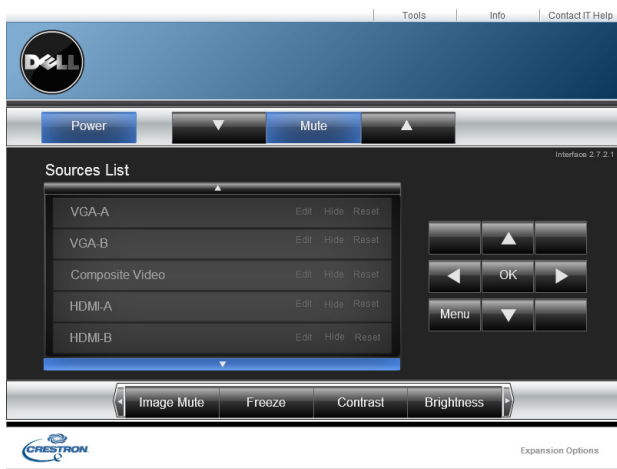 Tools Info Contact IT Help
DELL
Power Mute
Interface 2.7.2.1
Sources List
VGA-A Edit Hide Reset
VGA-B Edit Hide Reset
Composite Video Edit Hide Reset
HDMI-A Edit Hide Reset
HDMI-B Edit Hide Reset
OK
Menu
Image Mute Freeze Contrast Brightness
CRESTRON Expansion Options